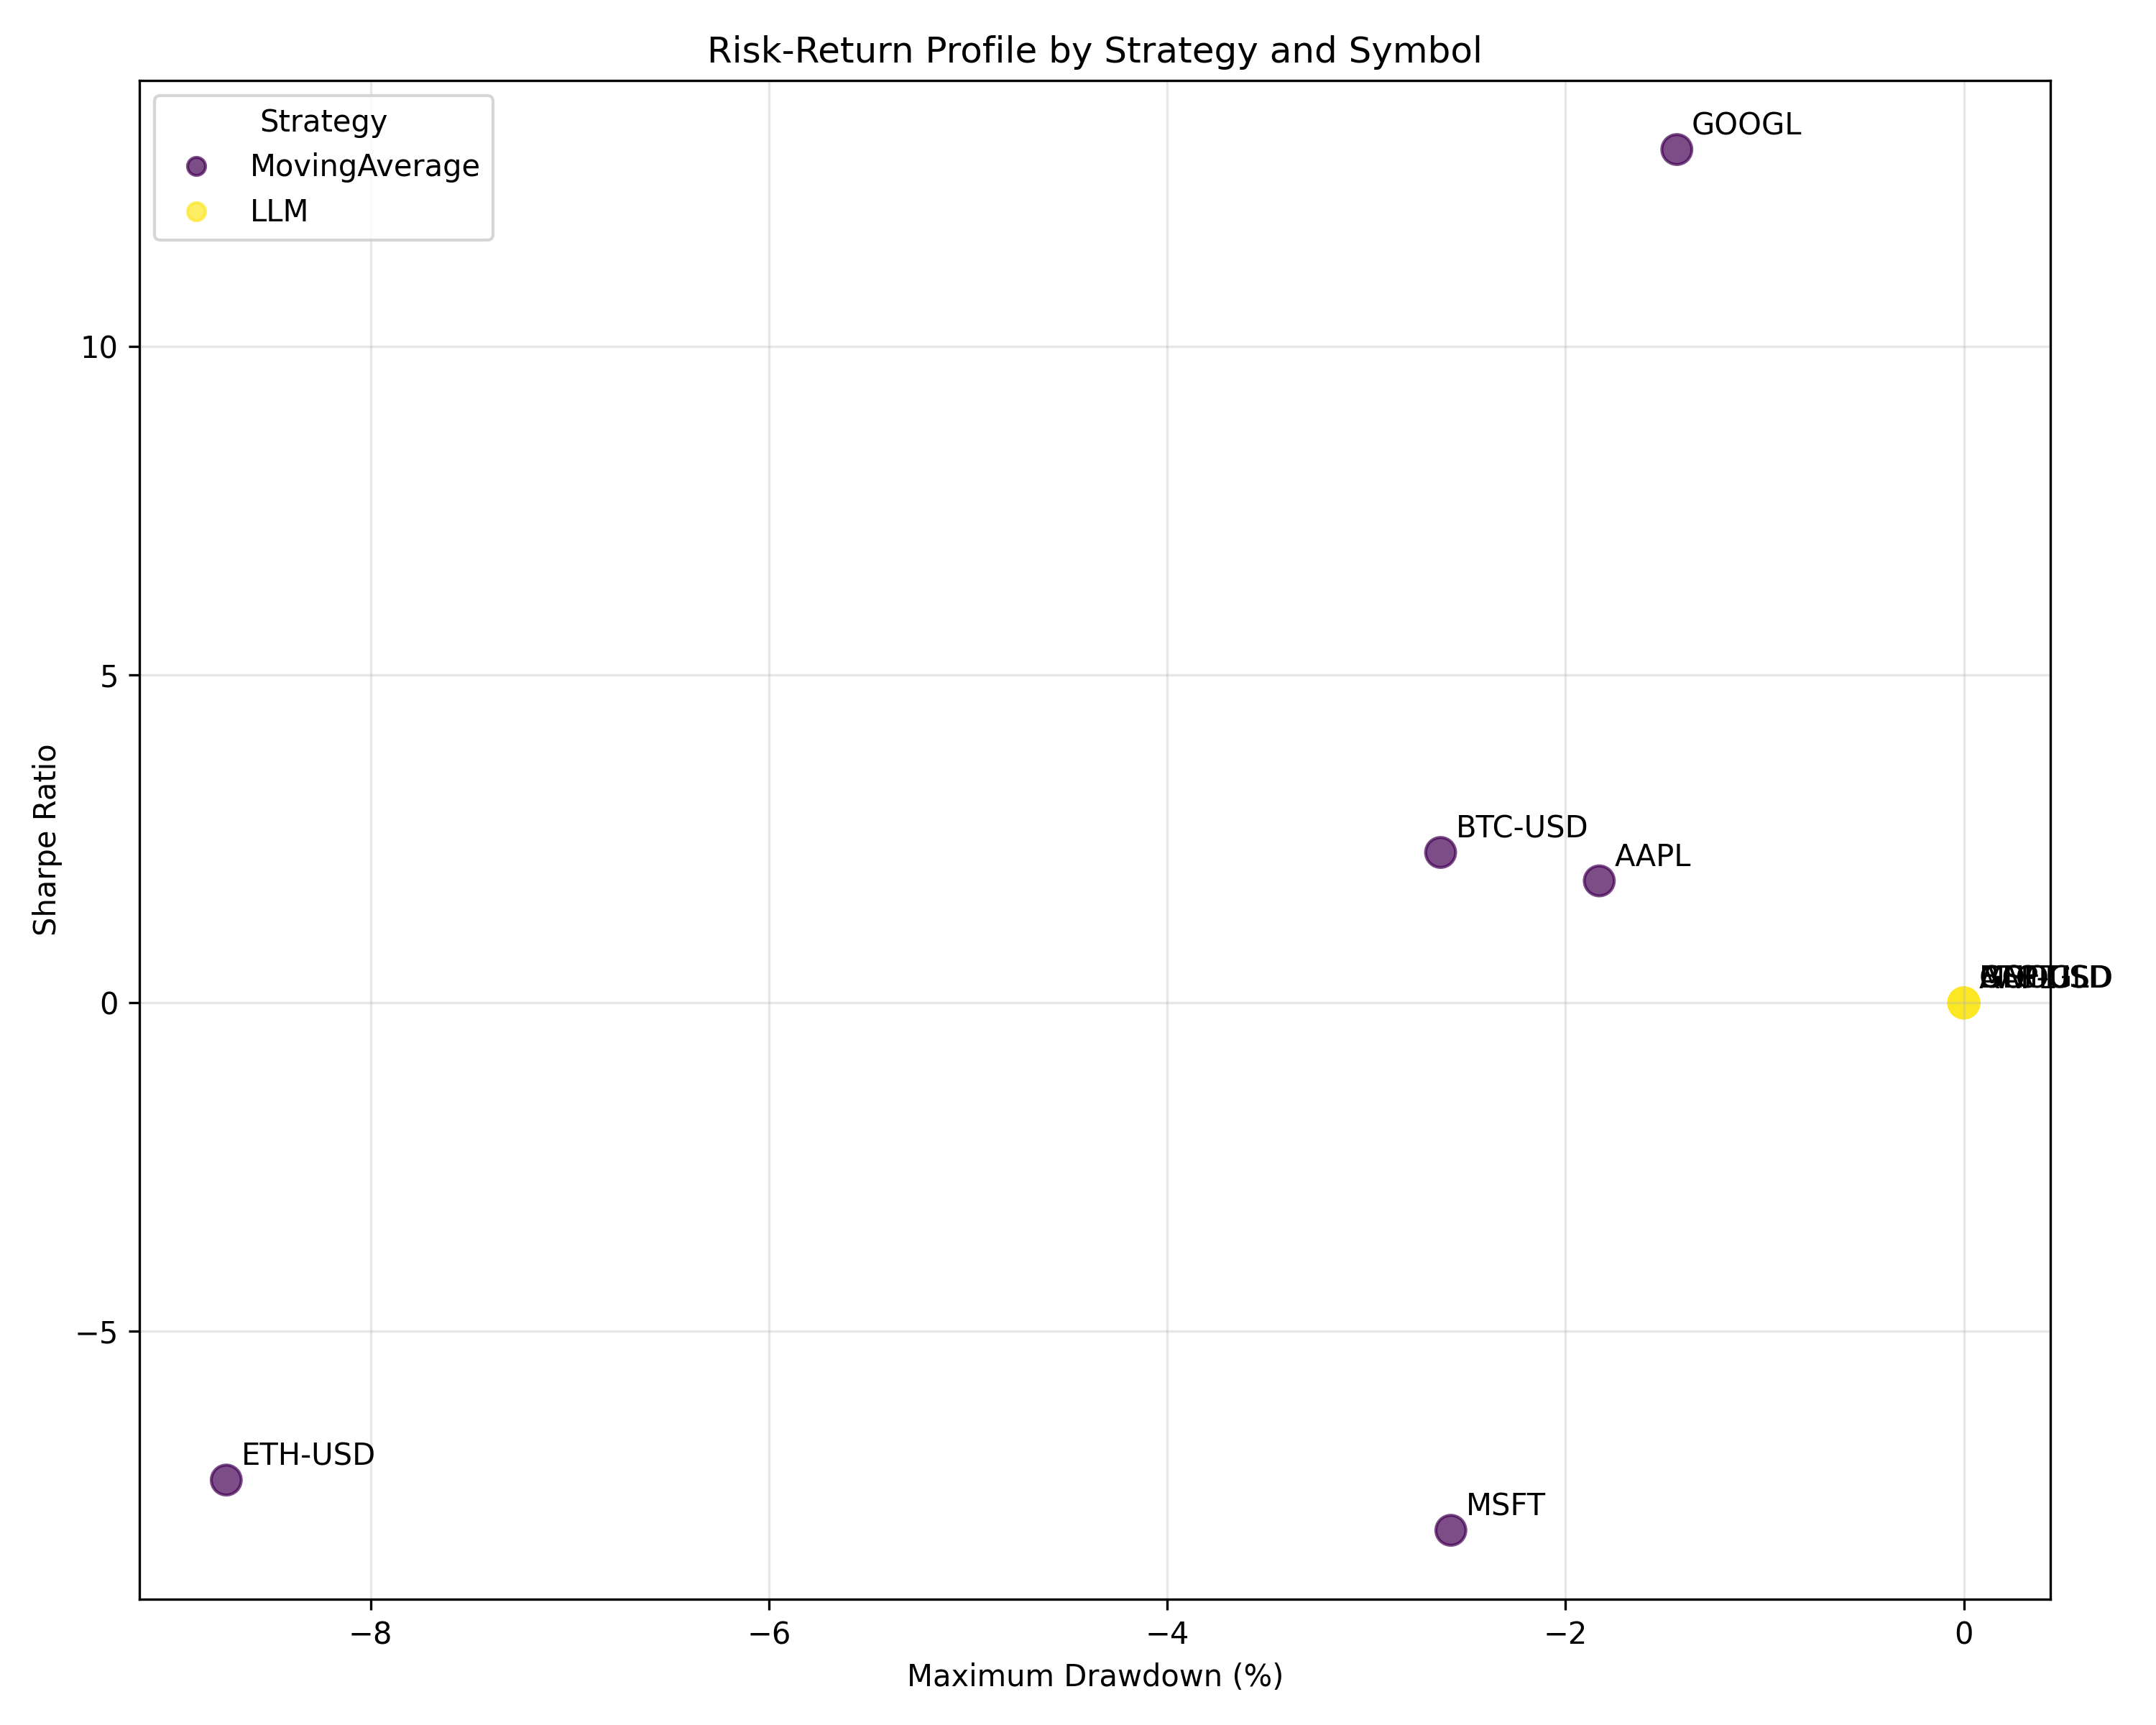 Risk-Return Profile by Strategy and Symbol
Strategy
MovingAverage
LLM
GOOGL
10
5
BTC-USD
AAPL
0
−5
ETH-USD
MSFT
−8
−6
−4
−2
0
Maximum Drawdown (%)
Sharpe Ratio